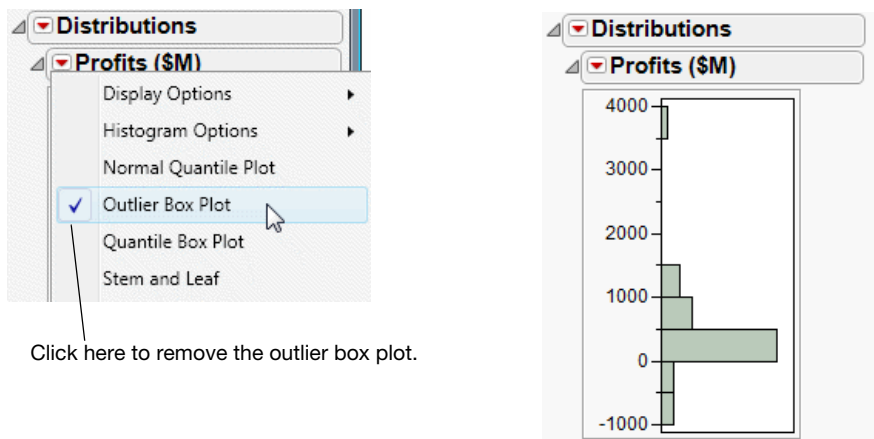 Distributions
Profits ($M)
Display Options
Histogram Options
Normal Quantile Plot
Outlier Box Plot
Quantile Box Plot
Stem and Leaf
Click here to remove the outlier box plot.
Distributions
Profits ($M)
4000
3000
2000
1000
0
-1000